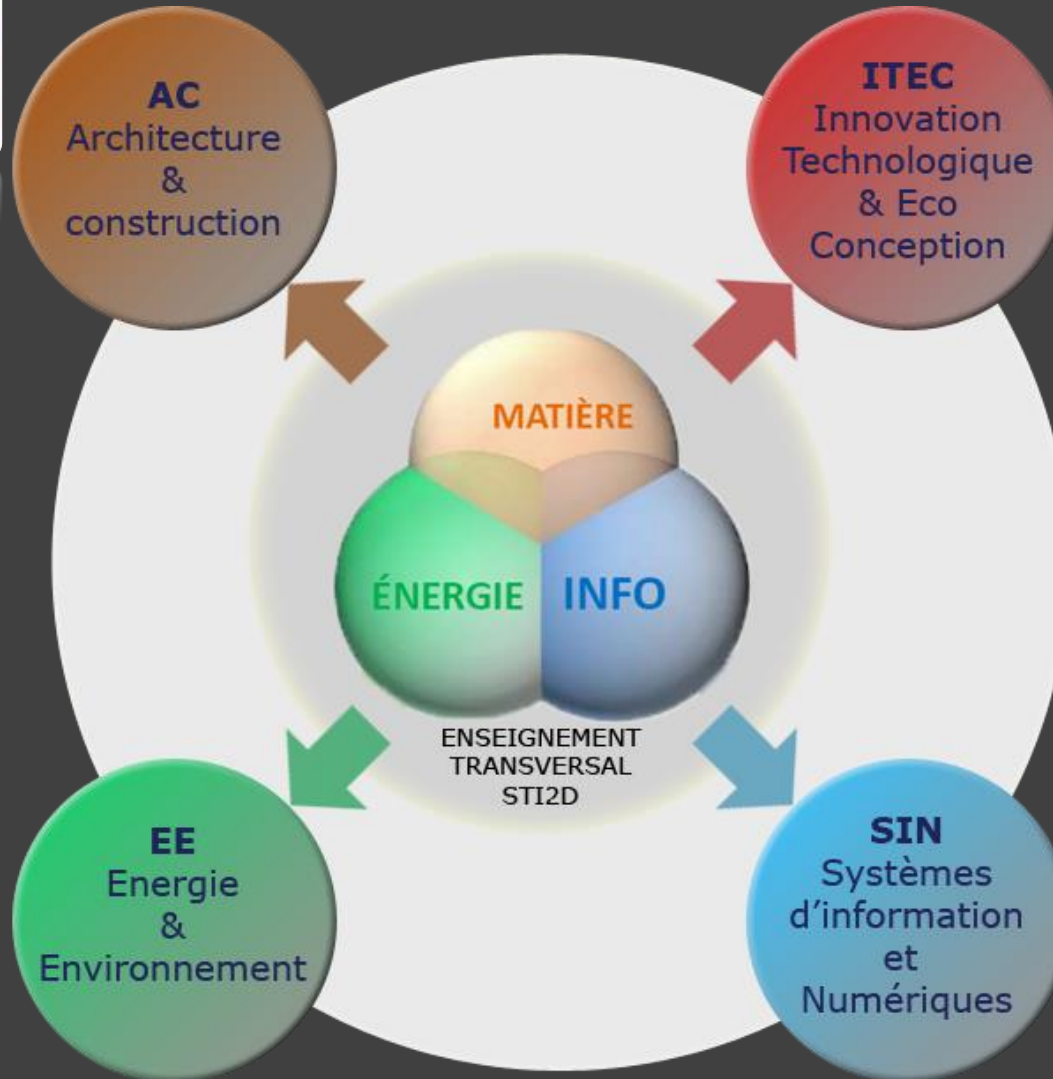 AC
Architecture
&
construction
ITEC
Innovation
Technologique
& Eco
Conception
MATIÈRE
ÉNERGIE
INFO
ENSEIGNEMENT
TRANSVERSAL
STI2D
EE
Energie
&
Environnement
SIN
Systèmes
d’information
et
Numériques